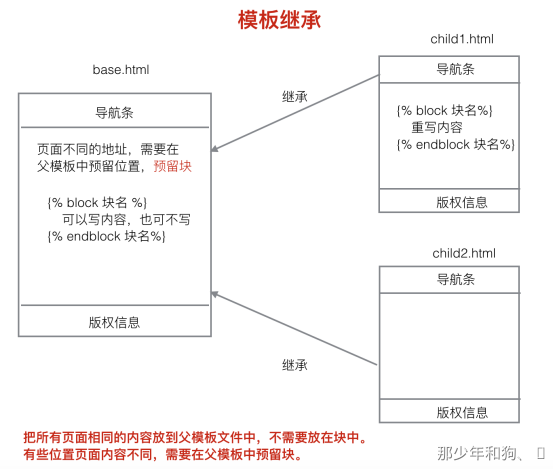 模板继承
base.html
导航条
页面不同的地址，需要在
父模板中预留位置，预留块
{% block 块名 %}
可以写内容，也可不写
{% endblock 块名%}
版权信息
继承
继承
child1.html
导航条
{% block 块名%}
重写内容
{% endblock 块名%}
版权信息
child2.html
导航条
版权信息
把所有页面相同的内容放到父模板文件中，不需要放在块中。
有些位置页面内容不同，需要在父模板中预留块。
那少年和狗、